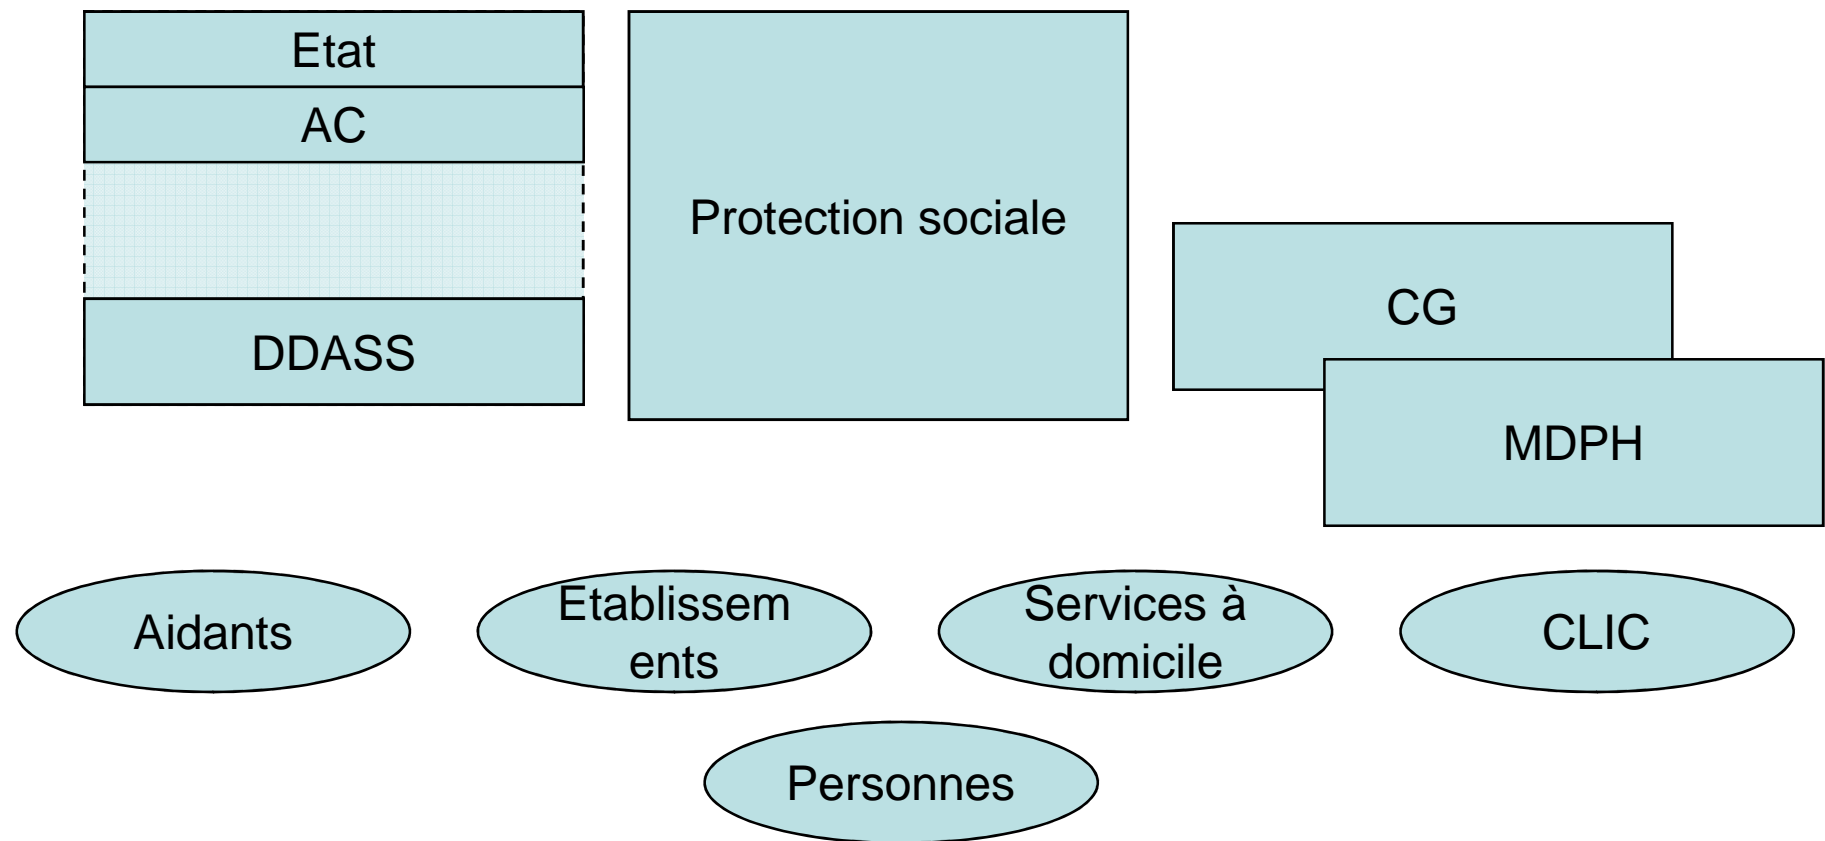 Etat
AC
DDASS
Protection sociale
CG
MDPH
Aidants
Etablissem
ents
Services à
domicile
CLIC
Personnes